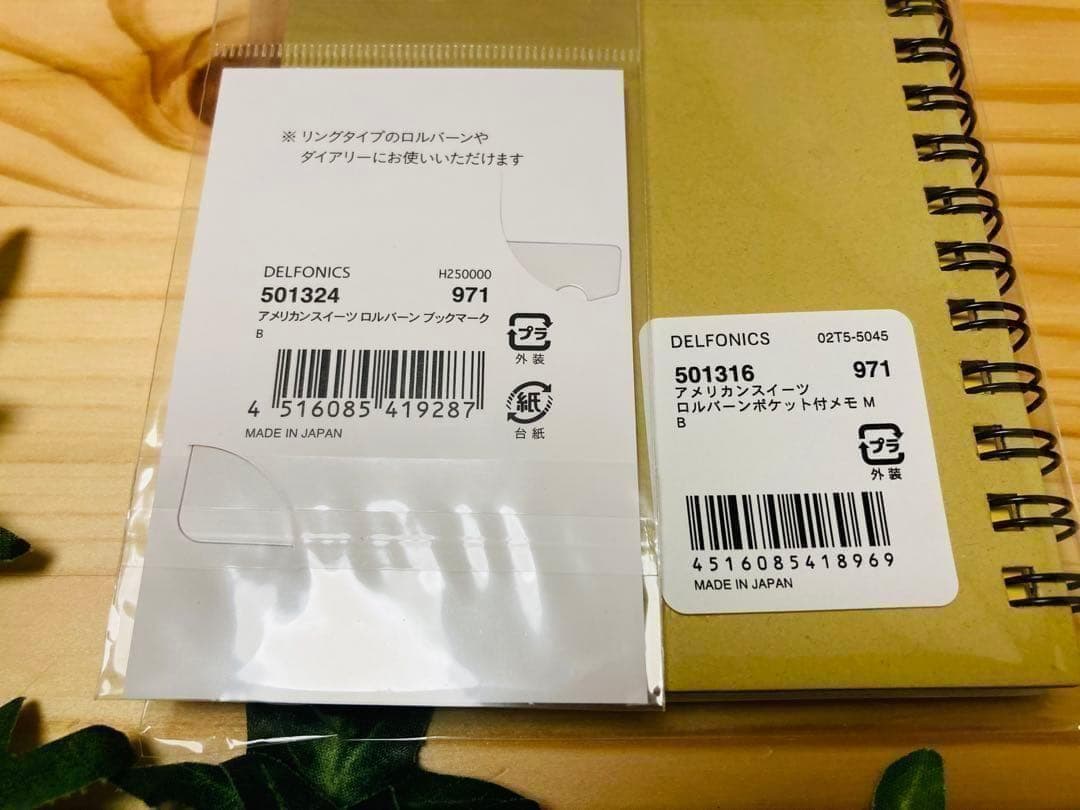 ※ リングタイプのロルバーンや
ダイアリーにお使いいただけます
DELFONICS H250000
501324 971
アメリカンスイーツ ロルバーン ブックマーク
B
プラ
外装
紙
台紙
4 516085 419287
MADE IN JAPAN
DELFONICS 02T5-5045
501316 971
アメリカンスイーツ
ロルバーンポケット付メモ M
B
プラ
外装
4516085418969
MADE IN JAPAN